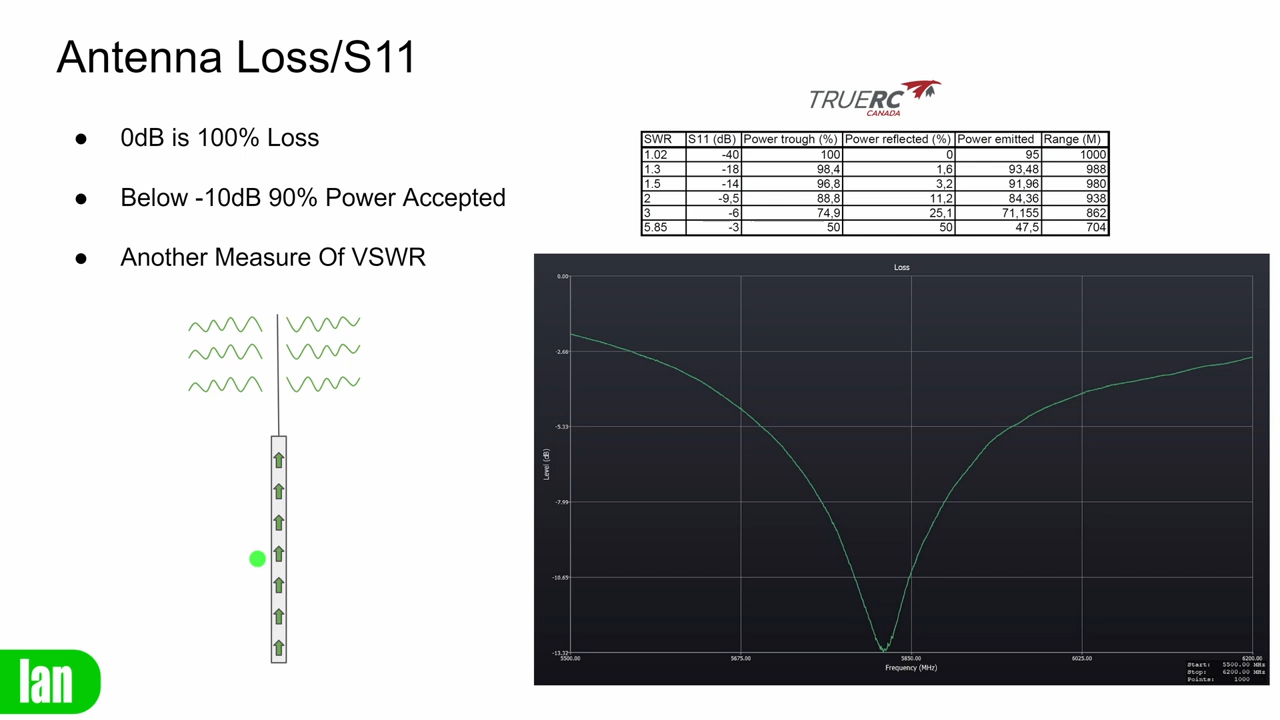 Antenna Loss/S11
● 0dB is 100% Loss
● Below -10dB 90% Power Accepted
● Another Measure Of VSWR
TRUERC
CANADA
SWR S11 (dB) Power trough (%) Power reflected (%) Power emitted Range (M)
1.02 -40 100 0 95 1000
1.3 -18 98,4 1,6 93,48 988
1.5 -14 96,8 3,2 91,96 980
2 -9,5 88,8 11,2 84,36 938
3 -6 74,9 25,1 71,155 862
5.85 -3 50 50 47,5 704
Loss
0.00
-2.66
-5.33
-7.99
-10.65
-13.32
Level (dB)
5500.00 5675.00 5850.00 6025.00 6200.00
Frequency (MHz)
Start: 5500.00 MHz
Stop: 6200.00 MHz
Points: 1000
Ian